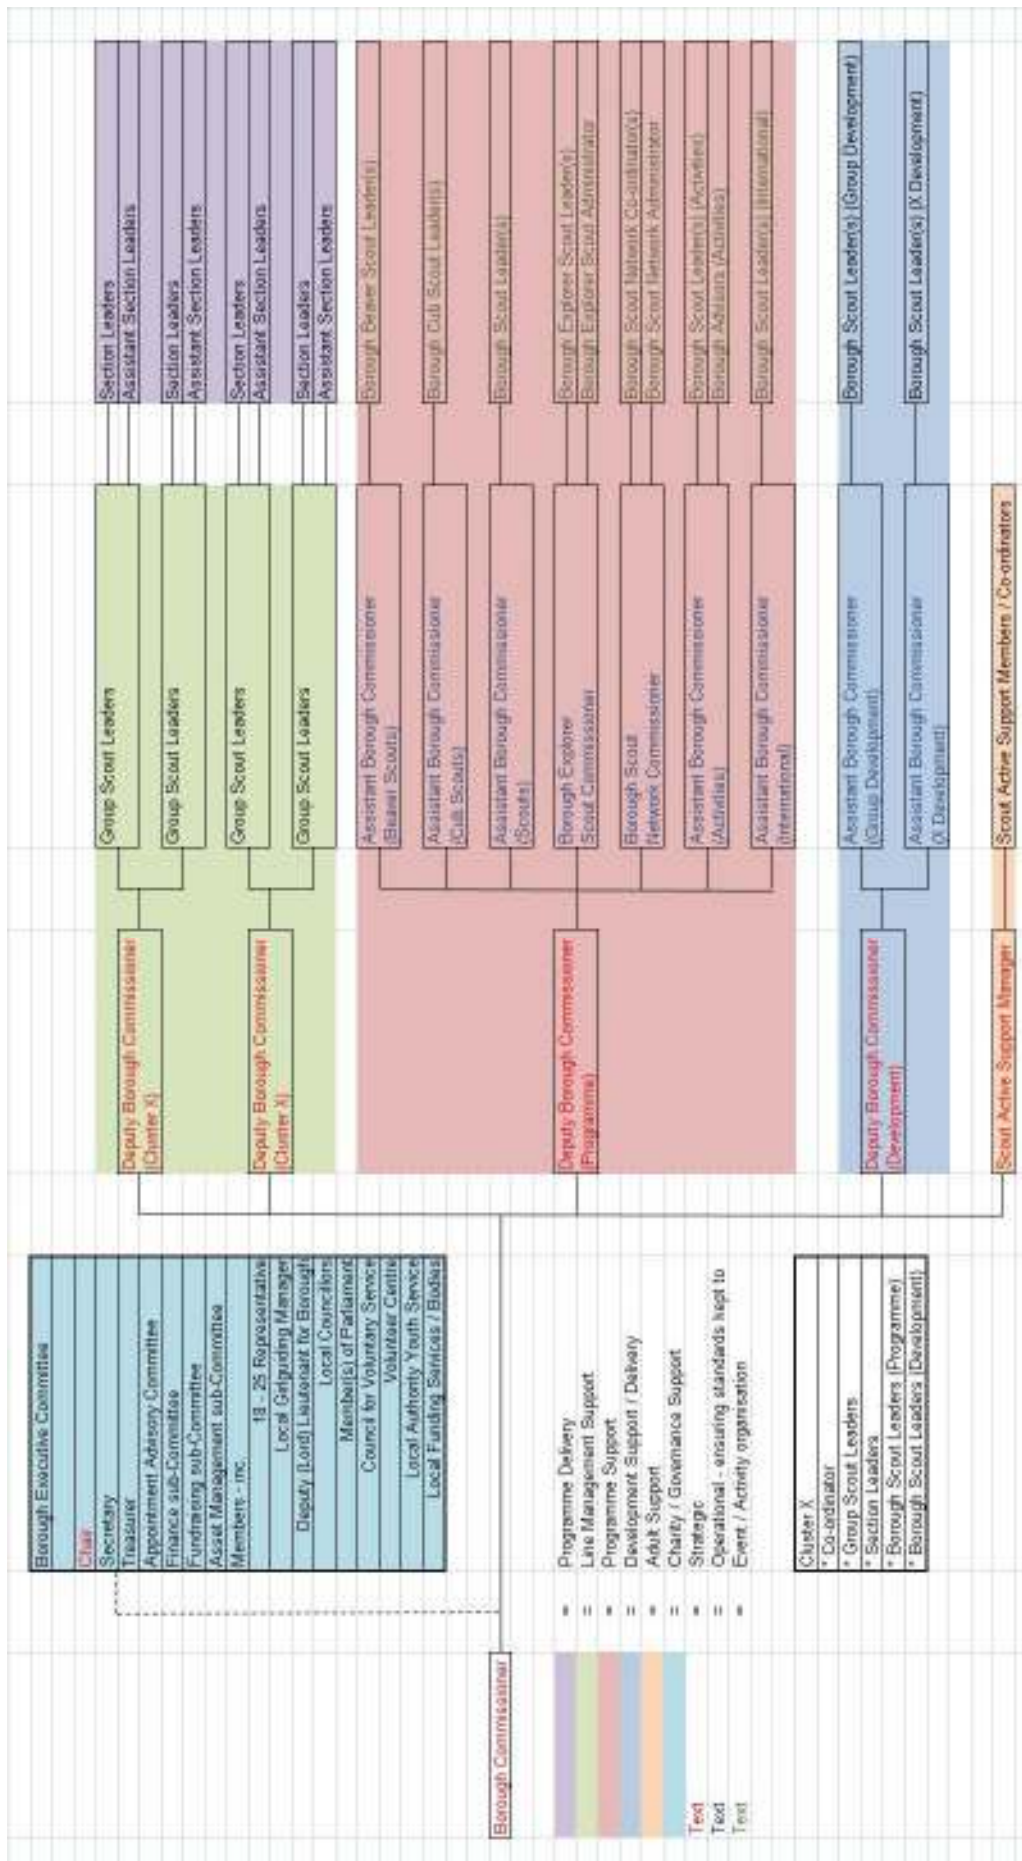 Borough Executive Committee
Chair
Secretary
Treasurer
Appointment Advisory Committee
Finance sub-Committee
Fundraising sub-Committee
Asset Management sub-Committee
Members - inc.
18 - 25 Representative
Local Girlguiding Manager
Deputy (Lord) Lieutenant for Borough
Local Councillors
Member(s) of Parliament
Council for Voluntary Service
Volunteer Centre
Local Authority Youth Service
Local Funding Services / Bodies
Borough Commissioner
Deputy Borough Commissioner
(Cluster X)
Deputy Borough Commissioner
(Cluster X)
Deputy Borough Commissioner
(Programme)
Deputy Borough Commissioner
(Development)
Scout Active Support Manager
Group Scout Leaders
Group Scout Leaders
Group Scout Leaders
Group Scout Leaders
Assistant Borough Commissioner
(Beaver Scouts)
Assistant Borough Commissioner
(Cub Scouts)
Assistant Borough Commissioner
(Scouts)
Borough Explorer
Scout Commissioner
Borough Scout
Network Commissioner
Assistant Borough Commissioner
(Activities)
Assistant Borough Commissioner
(International)
Assistant Borough Commissioner
(Group Development)
Assistant Borough Commissioner
(X Development)
Scout Active Support Members / Co-ordinators
Section Leaders
Assistant Section Leaders
Section Leaders
Assistant Section Leaders
Section Leaders
Assistant Section Leaders
Section Leaders
Assistant Section Leaders
Borough Beaver Scout Leader(s)
Borough Cub Scout Leader(s)
Borough Scout Leader(s)
Borough Explorer Scout Leader(s)
Borough Explorer Scout Administrator
Borough Scout Network Co-ordinator(s)
Borough Scout Network Administrator
Borough Scout Leader(s) (Activities)
Borough Advisors (Activities)
Borough Scout Leader(s) (International)
Borough Scout Leader(s) (Group Development)
Borough Scout Leader(s) (X Development)
= Programme Delivery
= Line Management Support
= Programme Support
= Development Support / Delivery
= Adult Support
= Charity / Governance Support
Text = Strategic
Text = Operational - ensuring standards kept to
Text = Event / Activity organisation
Cluster X
* Co-ordinator
* Group Scout Leaders
* Section Leaders
* Borough Scout Leaders (Programme)
* Borough Scout Leaders (Development)